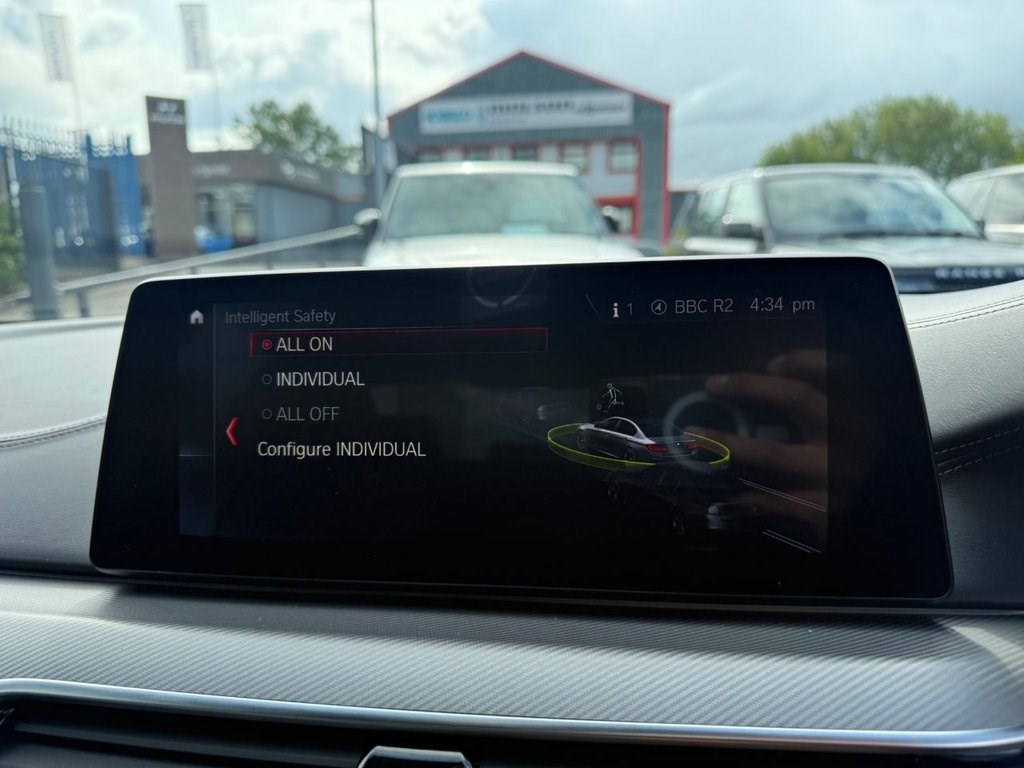 Intelligent Safety
i 1 BBC R2 4:34 pm
ALL ON
INDIVIDUAL
ALL OFF
Configure INDIVIDUAL